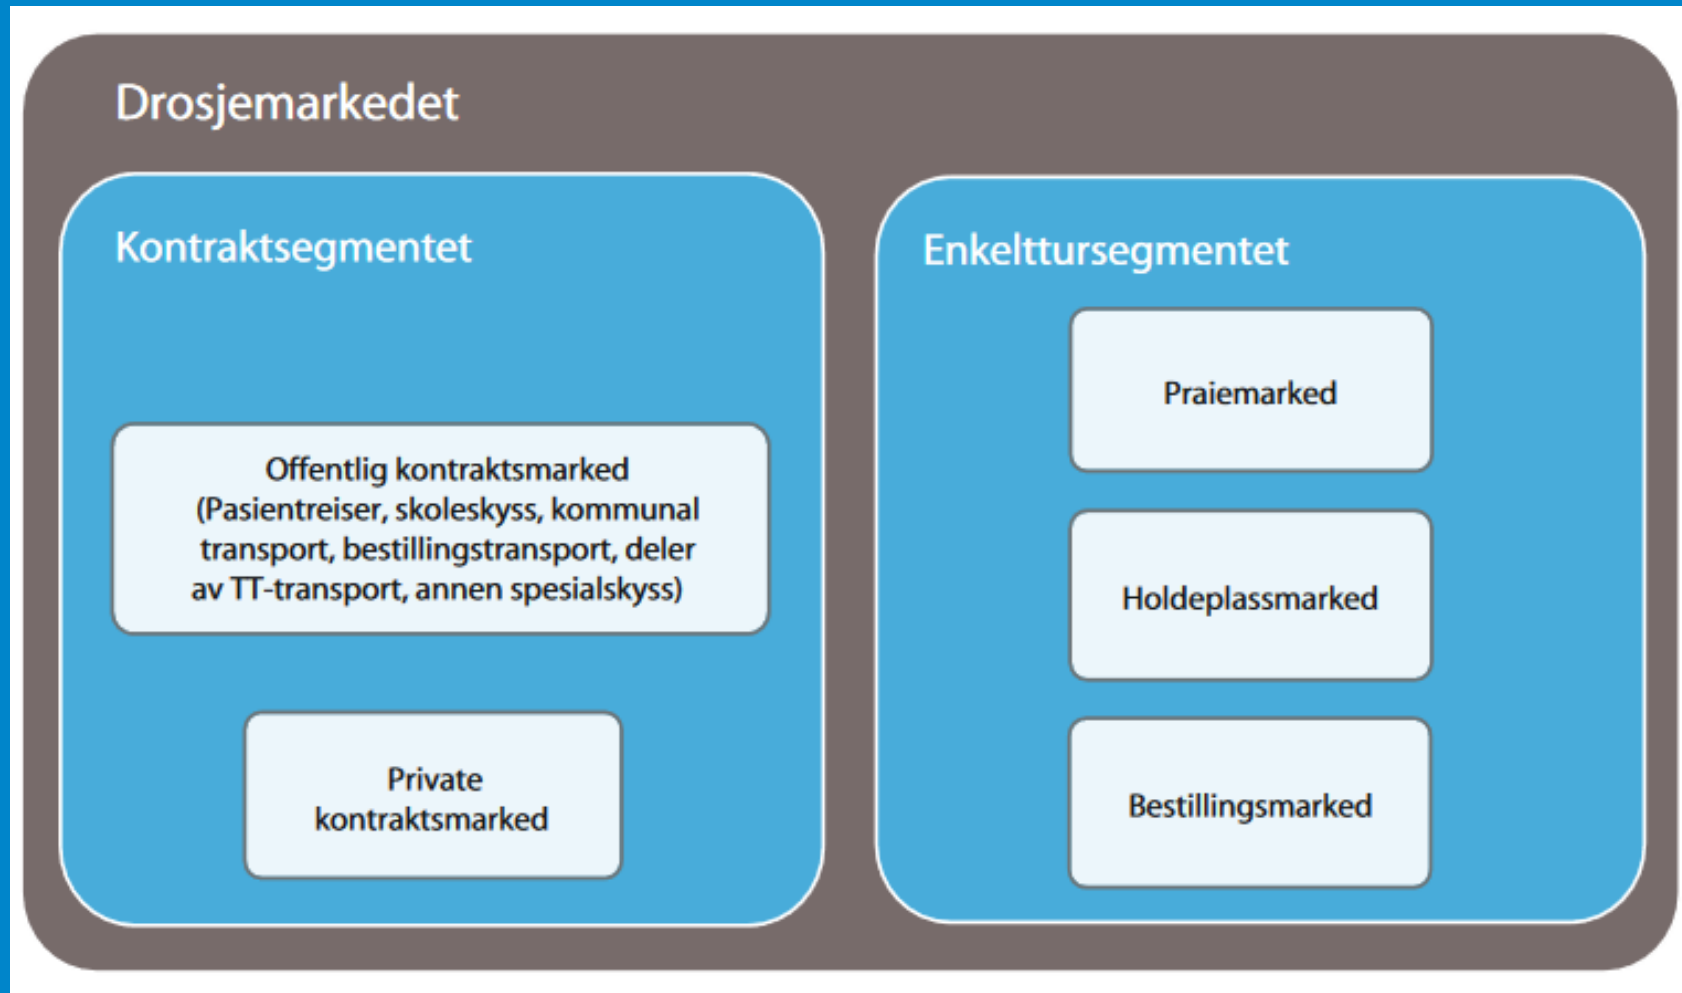 Drosjemarkedet
Kontraktsegmentet
Offentlig kontraktsmarked
(Pasientreiser, skoleskyss, kommunal
transport, bestillingstransport, deler
av TT-transport, annen spesialskyss)
Private
kontraktsmarked
Enkelttursegmentet
Praiemarked
Holdeplassmarked
Bestillingsmarked